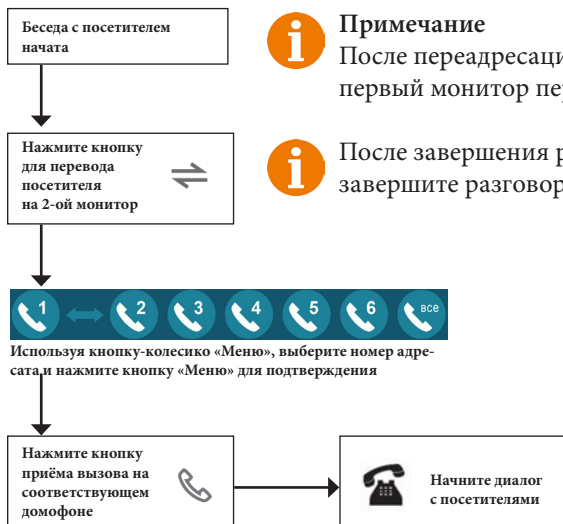 Беседа с посетителем
начата
Примечание
После
первый монитор
Нажмите кнопку
для перевода
посетителя
на 2-ой монитор
После завершения
завершите разговор
1 2 3 4 5 6 все
Используя кнопку-колесико «Меню», выберите номер адре-
сата и нажмите кнопку «Меню» для подтверждения
Нажмите кнопку
приёма вызова на
соответствующем
домофоне
Начните диалог
с посетителями